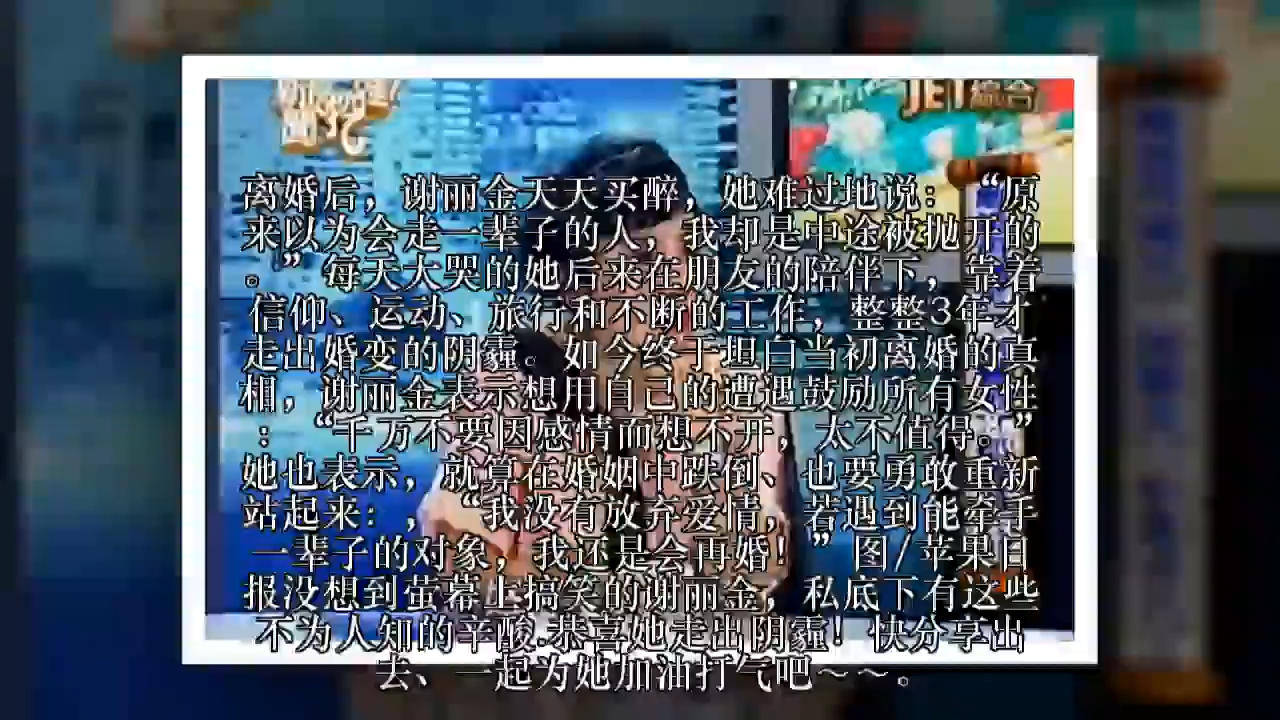 JET綜合
离婚后，谢丽金天天买醉，她难过地说：“原
来以为会走一辈子的人，我却是中途被抛开的
。”每天大哭的她后来在朋友的陪伴下，靠着
信仰、运动、旅行和不断的工作，整整3年才
走出婚变的阴霾。如今终于坦白当初离婚的真
相，谢丽金表示想用自己的遭遇鼓励所有女性
：“千万不要因感情而想不开，太不值得。”
她也表示，就算在婚姻中跌倒、也要勇敢重新
站起来：，“我没有放弃爱情，若遇到能牵手
一辈子的对象，我还是会再婚！”图/苹果日
报没想到萤幕上搞笑的谢丽金，私底下有这些
不为人知的辛酸.恭喜她走出阴霾！快分享出
去、一起为她加油打气吧～～。